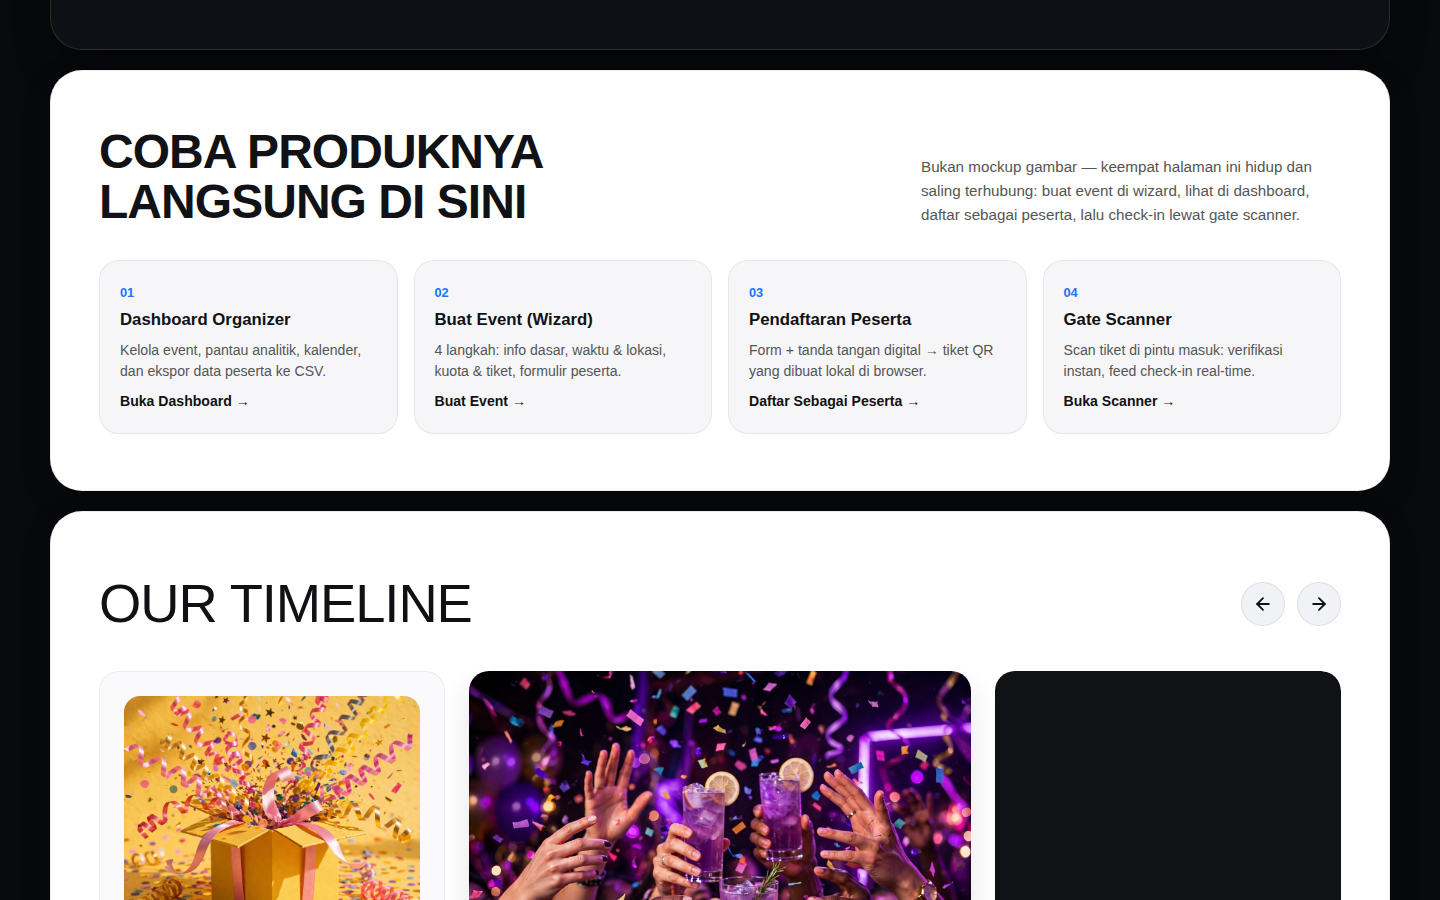 COBA PRODUKNYA
LANGSUNG DI SINI
Bukan mockup gambar — keempat halaman ini hidup dan
saling terhubung: buat event di wizard, lihat di dashboard,
daftar sebagai peserta, lalu check-in lewat gate scanner.
01
Dashboard Organizer
Kelola event, pantau analitik, kalender,
dan ekspor data peserta ke CSV.
Buka Dashboard →
02
Buat Event (Wizard)
4 langkah: info dasar, waktu & lokasi,
kuota & tiket, formulir peserta.
Buat Event →
03
Pendaftaran Peserta
Form + tanda tangan digital → tiket QR
yang dibuat lokal di browser.
Daftar Sebagai Peserta →
04
Gate Scanner
Scan tiket di pintu masuk: verifikasi
instan, feed check-in real-time.
Buka Scanner →
OUR TIMELINE